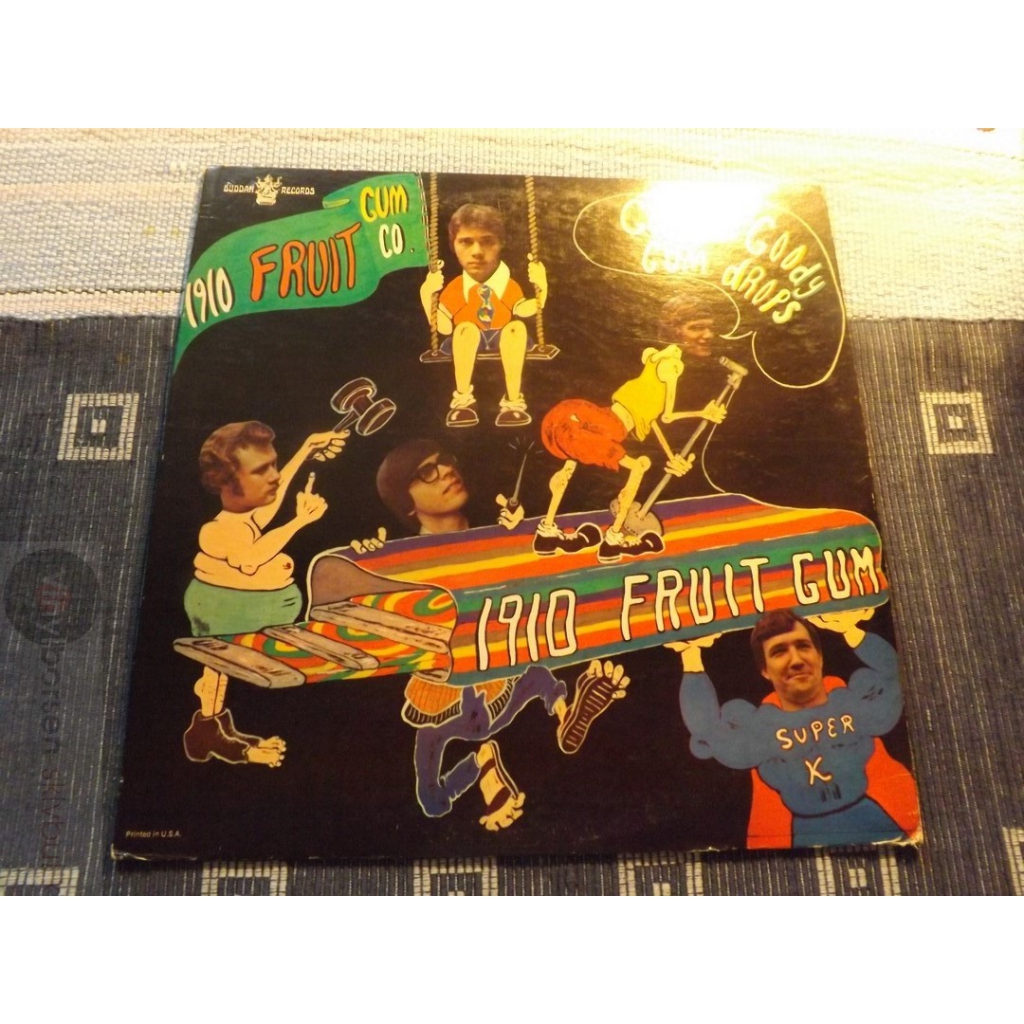 BUDDAH RECORDS
1910 FRUIT GUM CO.
GOODY
GUM
dROPS
1910 FRUIT GUM
SUPER
K
Printed in U.S.A.